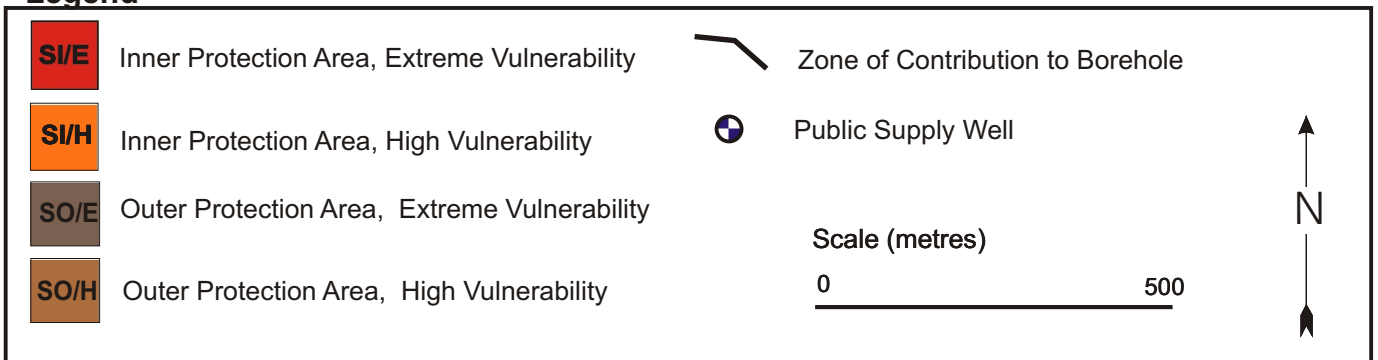 Legend
SI/E Inner Protection Area, Extreme Vulnerability
SI/H Inner Protection Area, High Vulnerability
SO/E Outer Protection Area, Extreme Vulnerability
SO/H Outer Protection Area, High Vulnerability
Zone of Contribution to Borehole
Public Supply Well
Scale (metres)
0 500
N